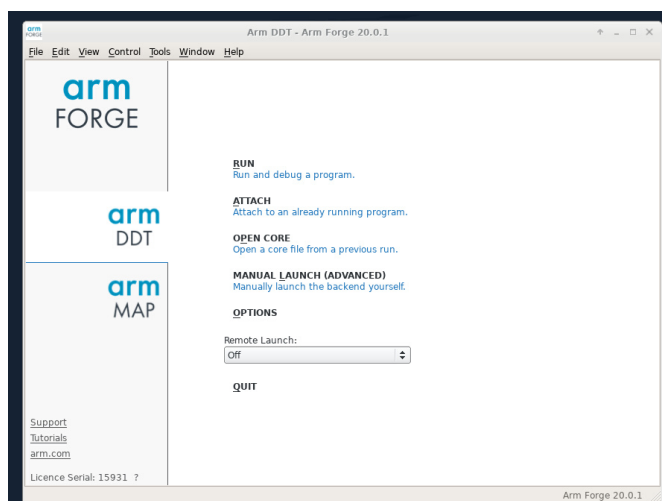 arm
FORGE
Arm DDT - Arm Forge 20.0.1
File Edit View Control Tools Window Help
arm
FORGE
arm
DDT
arm
MAP
RUN
Run and debug a program.
ATTACH
Attach to an already running program.
OPEN CORE
Open a core file from a previous run.
MANUAL LAUNCH (ADVANCED)
Manually launch the backend yourself.
OPTIONS
Remote Launch:
Off
QUIT
Support
Tutorials
arm.com
Licence Serial: 15931 ?
Arm Forge 20.0.1